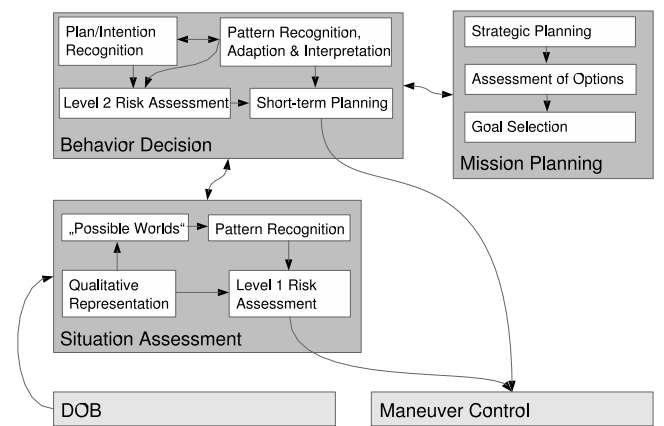 Plan/Intention
Recognition
Pattern Recognition,
Adaption & Interpretation
Level 2 Risk Assessment
Short-term Planning
Behavior Decision
Strategic Planning
Assessment of Options
Goal Selection
Mission Planning
„Possible Worlds“
Pattern Recognition
Qualitative
Representation
Level 1 Risk
Assessment
Situation Assessment
DOB
Maneuver Control